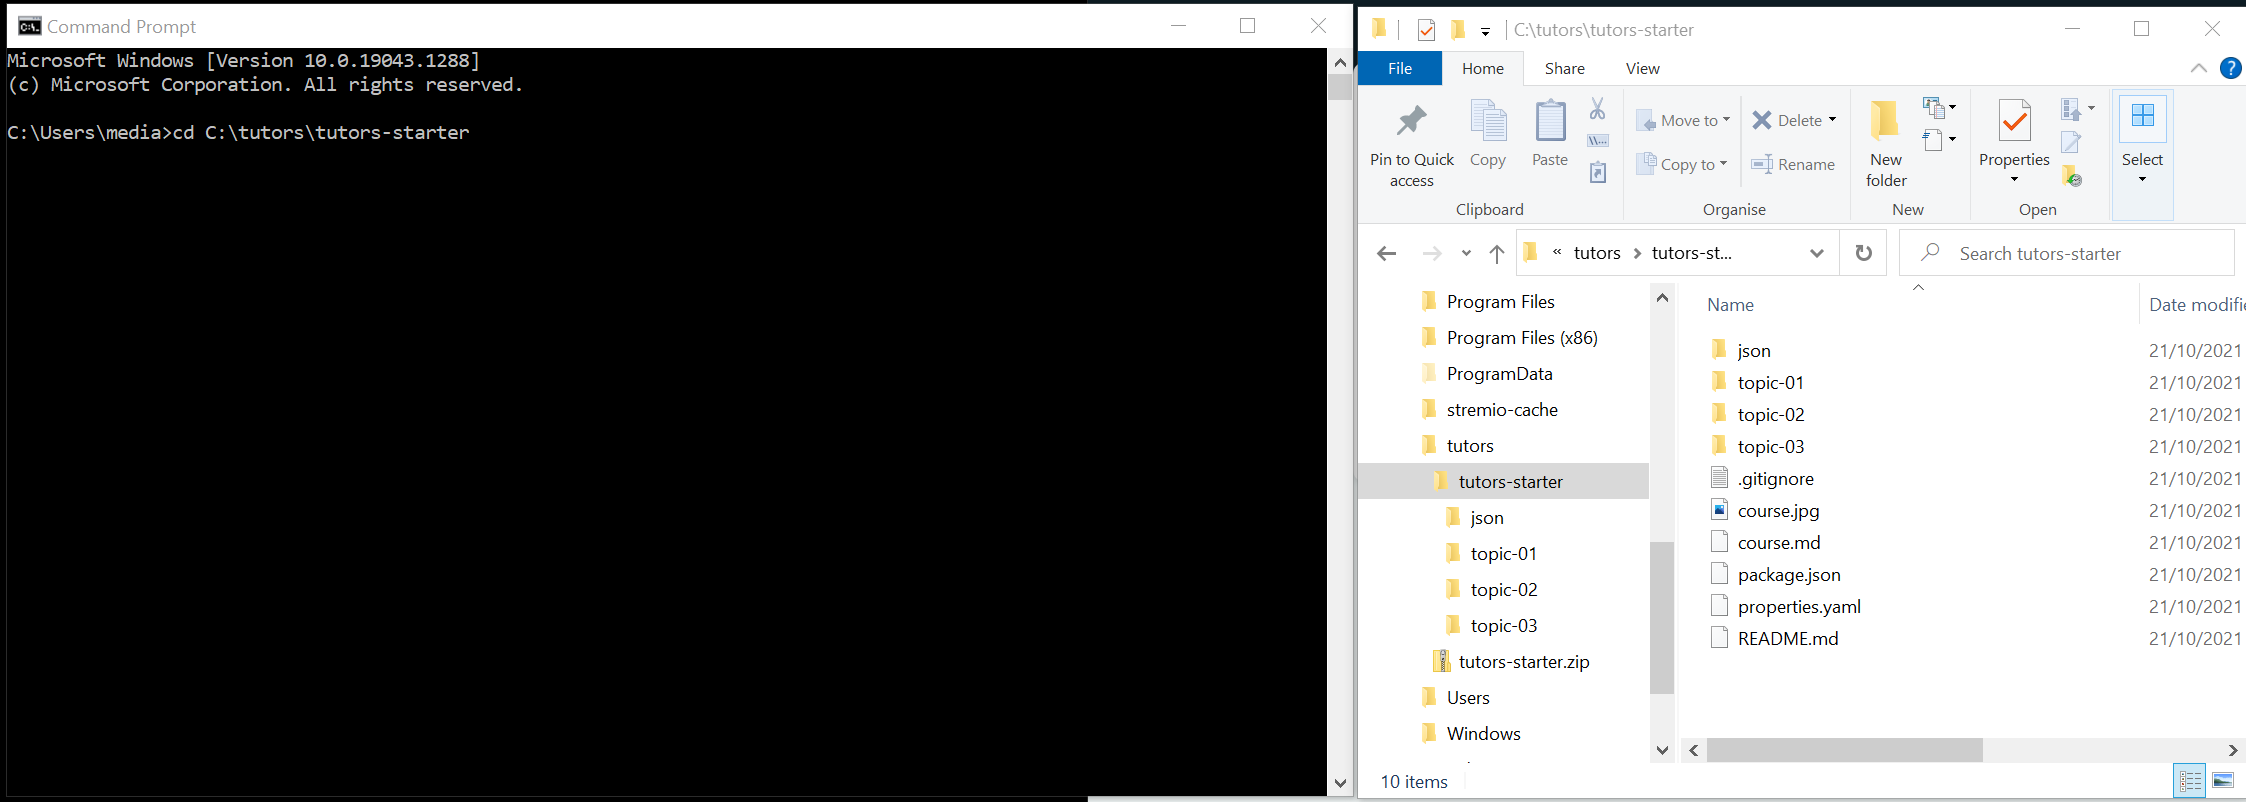 Command Prompt
Microsoft Windows [Version 10.0.19043.1288]
(c) Microsoft Corporation. All rights reserved.
C:\Users\media>cd C:\tutors\tutors-starter
C:\tutors\tutors-starter
File Home Share View
Pin to Quick access
Copy
Paste
Clipboard
Move to
Copy to
Delete
Rename
Organise
New folder
New
Properties
Open
Select
« tutors > tutors-st...
Search tutors-starter
Program Files
Program Files (x86)
ProgramData
stremio-cache
tutors
tutors-starter
json
topic-01
topic-02
topic-03
tutors-starter.zip
Users
Windows
Name Date modifie
json 21/10/2021
topic-01 21/10/2021
topic-02 21/10/2021
topic-03 21/10/2021
.gitignore 21/10/2021
course.jpg 21/10/2021
course.md 21/10/2021
package.json 21/10/2021
properties.yaml 21/10/2021
README.md 21/10/2021
10 items